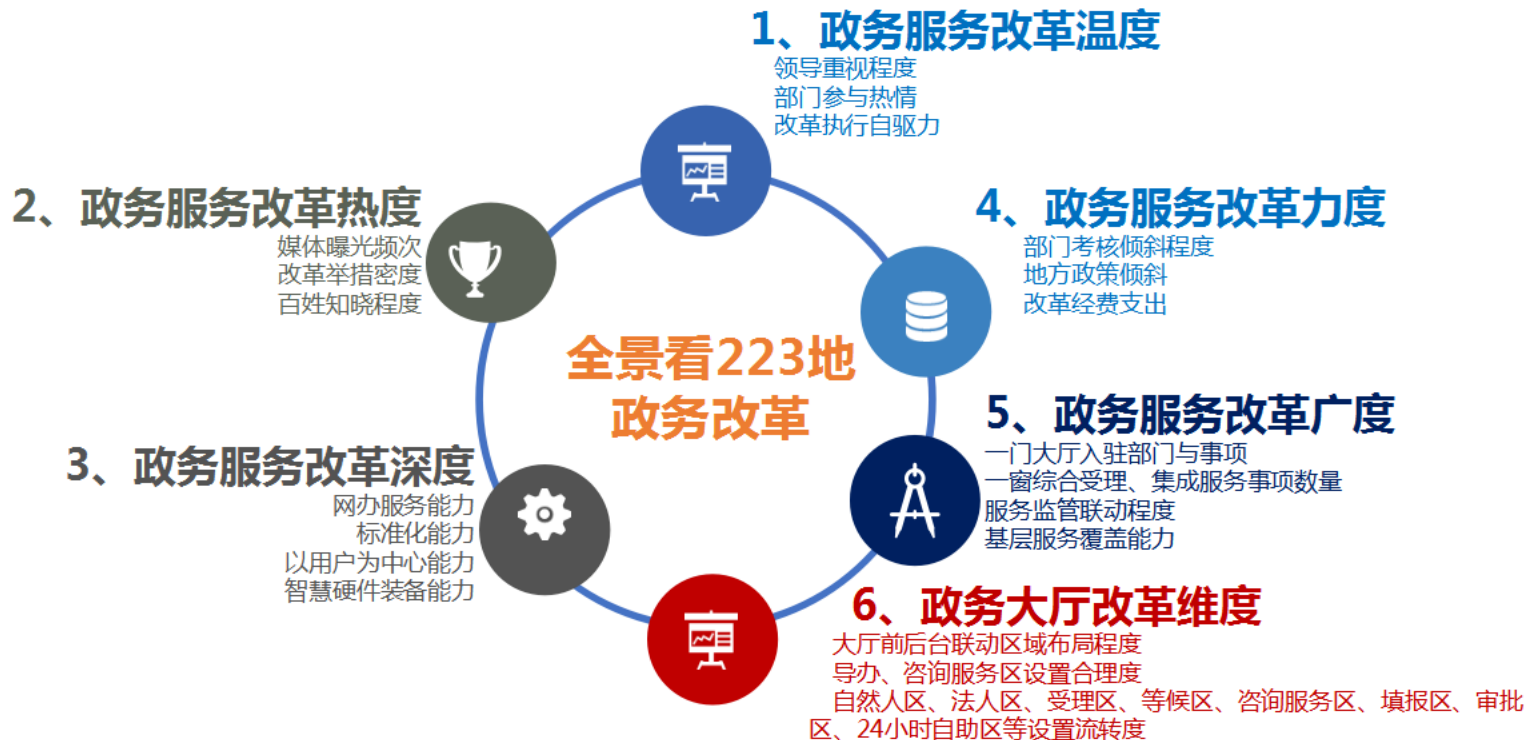 1、政务服务改革温度
领导重视程度
部门参与热情
改革执行自驱力
2、政务服务改革热度
媒体曝光频次
改革举措密度
百姓知晓程度
3、政务服务改革深度
网办服务能力
标准化能力
以用户为中心能力
智慧硬件装备能力
全景看223地
政务改革
4、政务服务改革力度
部门考核倾斜程度
地方政策倾斜
改革经费支出
5、政务服务改革广度
一门大厅入驻部门与事项
一窗综合受理、集成服务事项数量
服务监管联动程度
基层服务覆盖能力
6、政务大厅改革维度
大厅前后台联动区域布局程度
导办、咨询服务区设置合理度
自然人区、法人区、受理区、等候区、咨询服务区、填报区、审批
区、24小时自助区等设置流转度